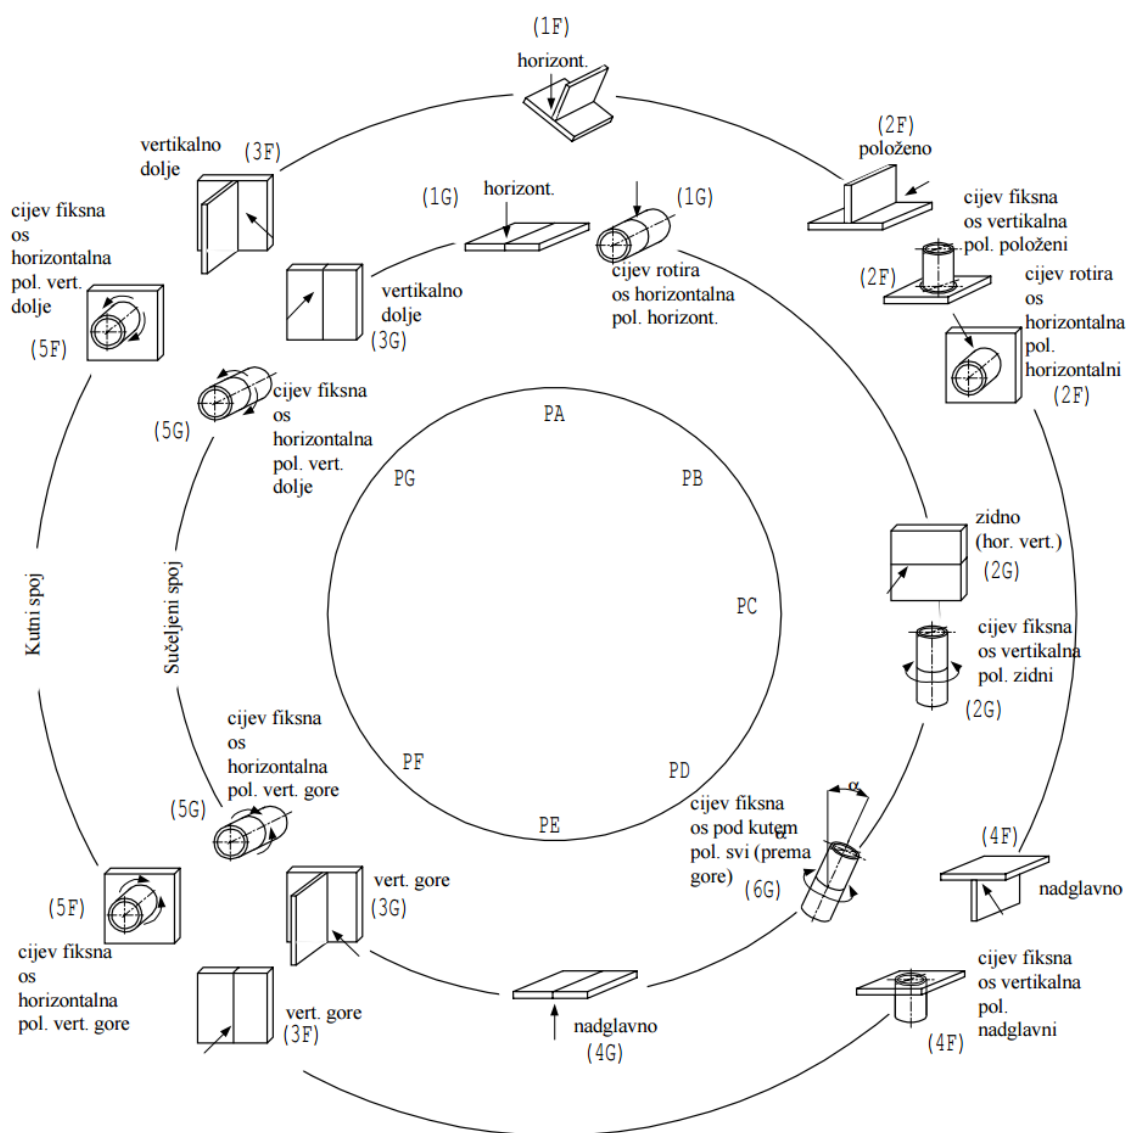 (1F)
horizont.
(2F)
položeno
vertikalno
dolje
(3F)
cijev fiksna
os
horizontalna
pol. vert.
dolje
(5F)
(1G)
horizont.
(1G)
cijev rotira
os horizontalna
pol. horizont.
cijev fiksna
os vertikalna
pol. položeni
(2F)
cijev rotira
os
horizontalna
pol.
horizontalni
(2F)
vertikalno
dolje
(3G)
(5G)
cijev fiksna
os
horizontalna
pol. vert.
dolje
PA
PB
PC
PD
PE
PF
PG
Kutni spoj
Sučeljeni spoj
zidno
(hor. vert.)
(2G)
cijev fiksna
os vertikalna
pol. zidni
(2G)
cijev fiksna
os
horizontalna
pol. vert. gore
(5G)
α
cijev fiksna
os pod kutem
α
pol. svi (prema
gore)
(6G)
(4F)
nadglavno
(5F)
cijev fiksna
os
horizontalna
pol. vert. gore
vert. gore
(3G)
vert. gore
(3F)
nadglavno
(4G)
cijev fiksna
os vertikalna
pol.
nadglavni
(4F)